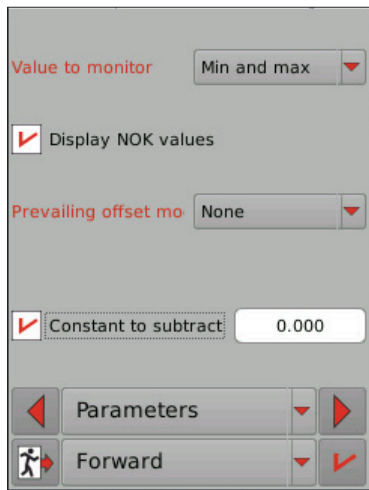 Value to monitor Min and max
Display NOK values
Prevailing offset mo None
Constant to subtract 0.000
Parameters
Forward